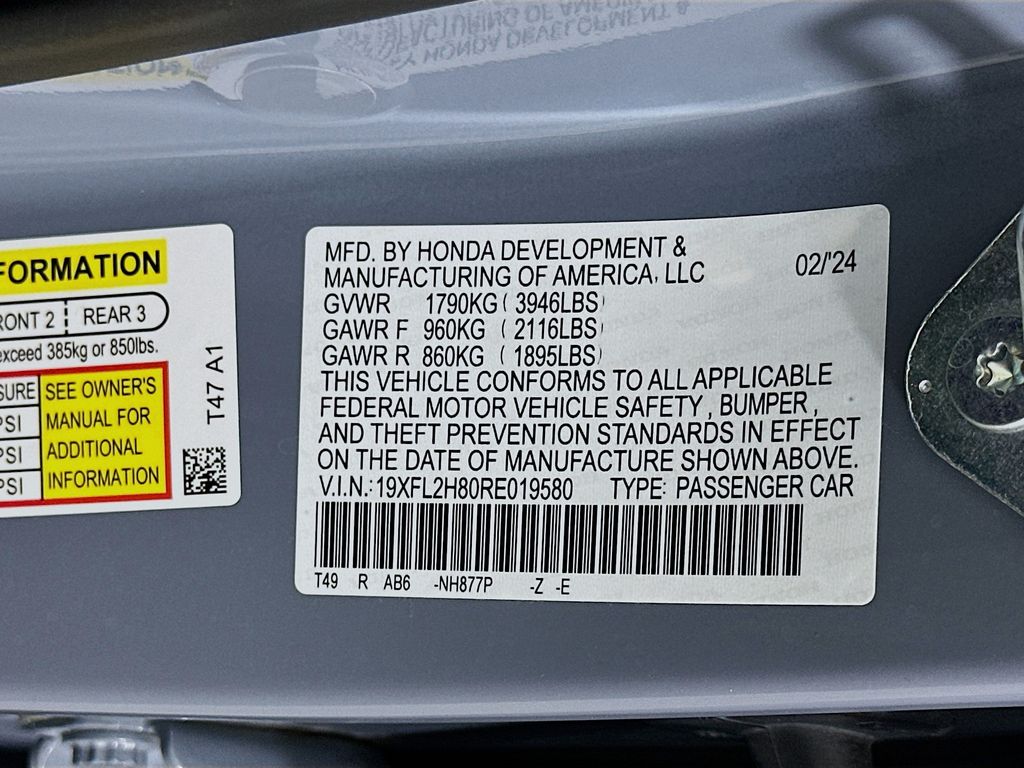 FORMATION
RONT 2 REAR 3
exceed 385kg or 850lbs.
SURE
PSI
PSI
PSI
SEE OWNER'S
MANUAL FOR
ADDITIONAL
INFORMATION
T47 A1
MFD. BY HONDA DEVELOPMENT &
MANUFACTURING OF AMERICA, LLC 02/'24
GVWR 1790KG ( 3946LBS)
GAWR F 960KG ( 2116LBS)
GAWR R 860KG ( 1895LBS)
THIS VEHICLE CONFORMS TO ALL APPLICABLE
FEDERAL MOTOR VEHICLE SAFETY, BUMPER,
AND THEFT PREVENTION STANDARDS IN EFFECT
ON THE DATE OF MANUFACTURE SHOWN ABOVE.
V.I.N.: 19XFL2H80RE019580 TYPE: PASSENGER CAR
T49 R AB6 -NH877P -Z -E